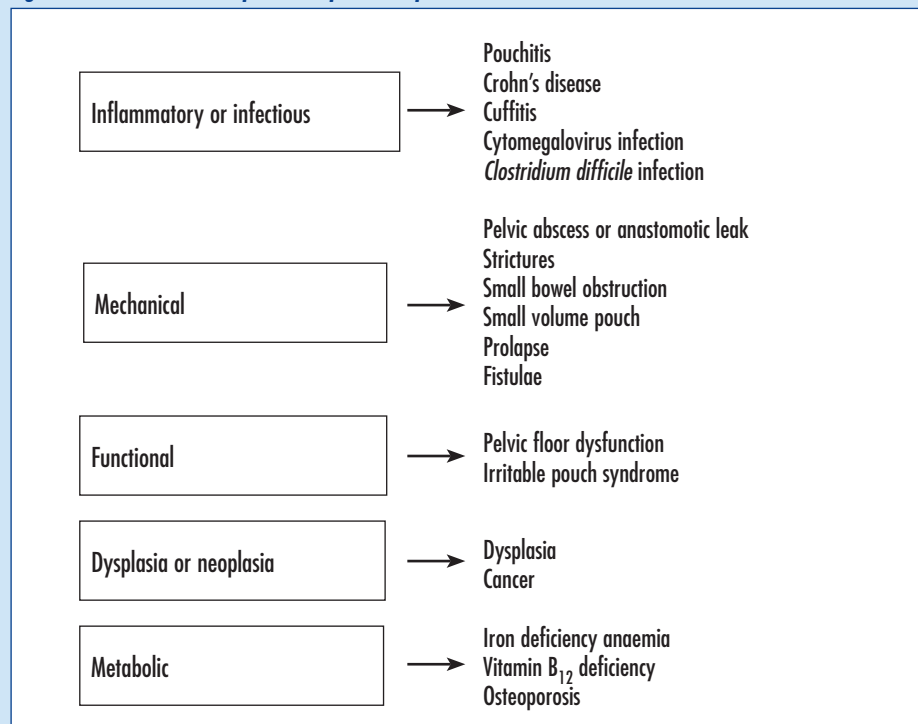 Inflammatory or infectious
Pouchitis
Crohn's disease
Cuffitis
Cytomegalovirus infection
Clostridium difficile infection
Mechanical
Pelvic abscess or anastomotic leak
Strictures
Small bowel obstruction
Small volume pouch
Prolapse
Fistulae
Functional
Pelvic floor dysfunction
Irritable pouch syndrome
Dysplasia or neoplasia
Dysplasia
Cancer
Metabolic
Iron deficiency anaemia
Vitamin B₁₂ deficiency
Osteoporosis